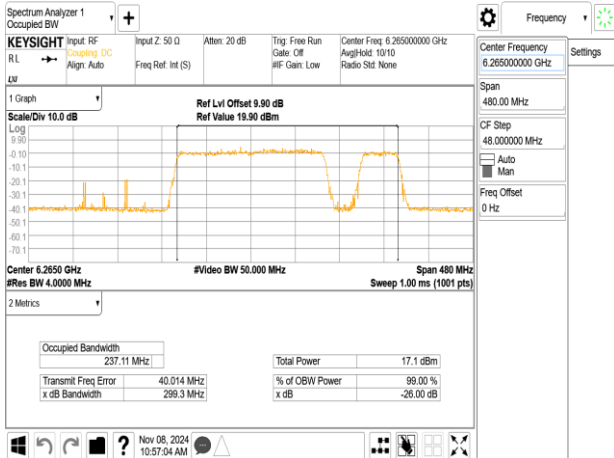 Spectrum Analyzer 1
Occupied BW
Frequency
KEYSIGHT
RL
Input: RF
Coupling: DC
Align: Auto
Input Z: 50 Ω
Freq Ref: Int (S)
Atten: 20 dB
Trig: Free Run
Gate: Off
#IF Gain: Low
Center Freq: 6.265000000 GHz
Avg|Hold: 10/10
Radio Std: None
Center Frequency
6.265000000 GHz
Settings
Span
480.00 MHz
CF Step
48.000000 MHz
Auto
Man
Freq Offset
0 Hz
1 Graph
Scale/Div 10.0 dB
Ref Lvl Offset 9.90 dB
Ref Value 19.90 dBm
Log
9.90
-0.10
-10.1
-20.1
-30.1
-40.1
-50.1
-60.1
-70.1
Center 6.2650 GHz
#Video BW 50.000 MHz
Span 480 MHz
#Res BW 4.0000 MHz
Sweep 1.00 ms (1001 pts)
2 Metrics
Occupied Bandwidth
237.11 MHz
Total Power 17.1 dBm
Transmit Freq Error 40.014 MHz
% of OBW Power 99.00 %
x dB Bandwidth 299.3 MHz
x dB -26.00 dB
?
Nov 08, 2024
10:57:04 AM